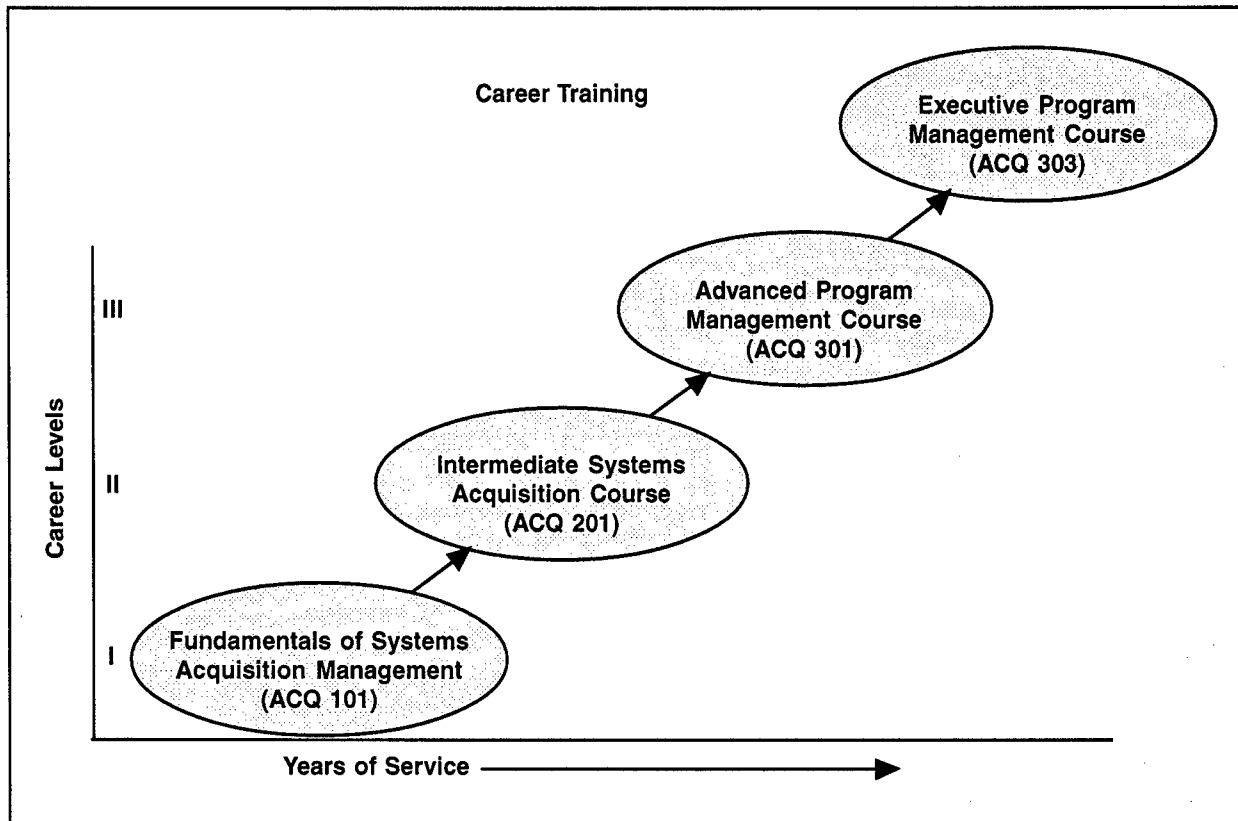 Career Training
Executive Program
Management Course
(ACQ 303)
Advanced Program
Management Course
(ACQ 301)
Intermediate Systems
Acquisition Course
(ACQ 201)
Fundamentals of Systems
Acquisition Management
(ACQ 101)
Career Levels
III
II
I
Years of Service